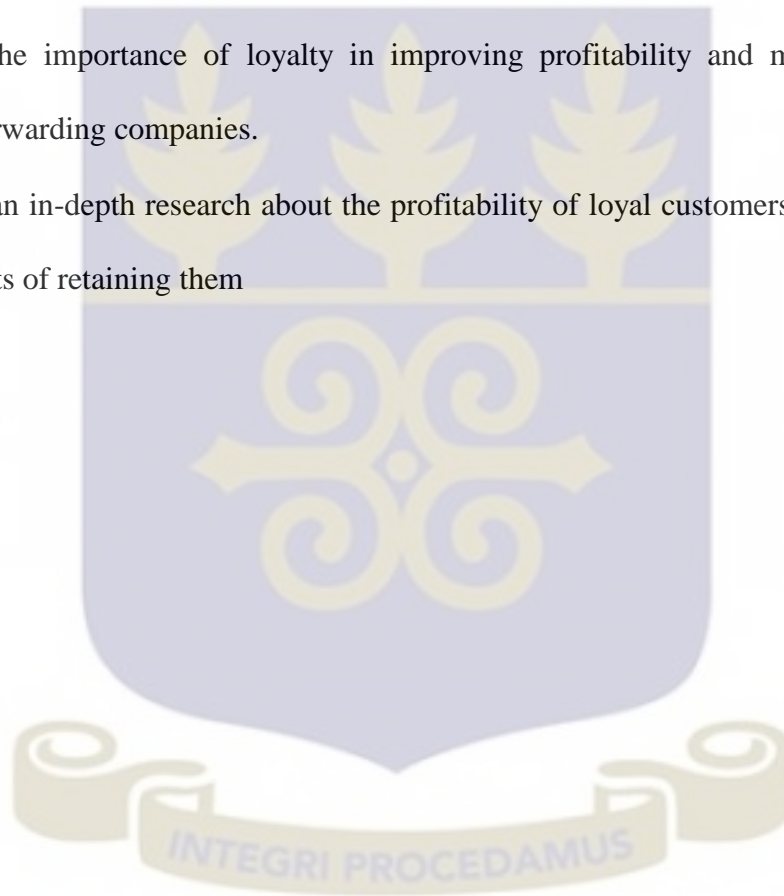 he importance of loyalty in improving profitability and m
rwarding companies.
an in-depth research about the profitability of loyal customers
ts of retaining them
INTEGRI PROCEDAMUS